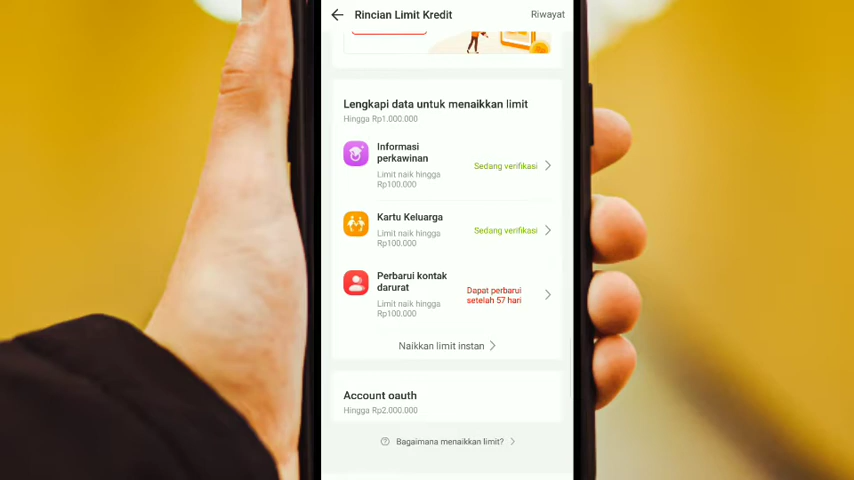 Rincian Limit Kredit
Riwayat
Lengkapi data untuk menaikkan limit
Hingga Rp1.000.000
Informasi
perkawinan
Sedang verifikasi
Limit naik hingga
Rp100.000
Kartu Keluarga
Sedang verifikasi
Limit naik hingga
Rp100.000
Perbarui kontak
darurat
Dapat perbarui
setelah 57 hari
Limit naik hingga
Rp100.000
Naikkan limit instan
Account oauth
Hingga Rp2.000.000
Bagaimana menaikkan limit?